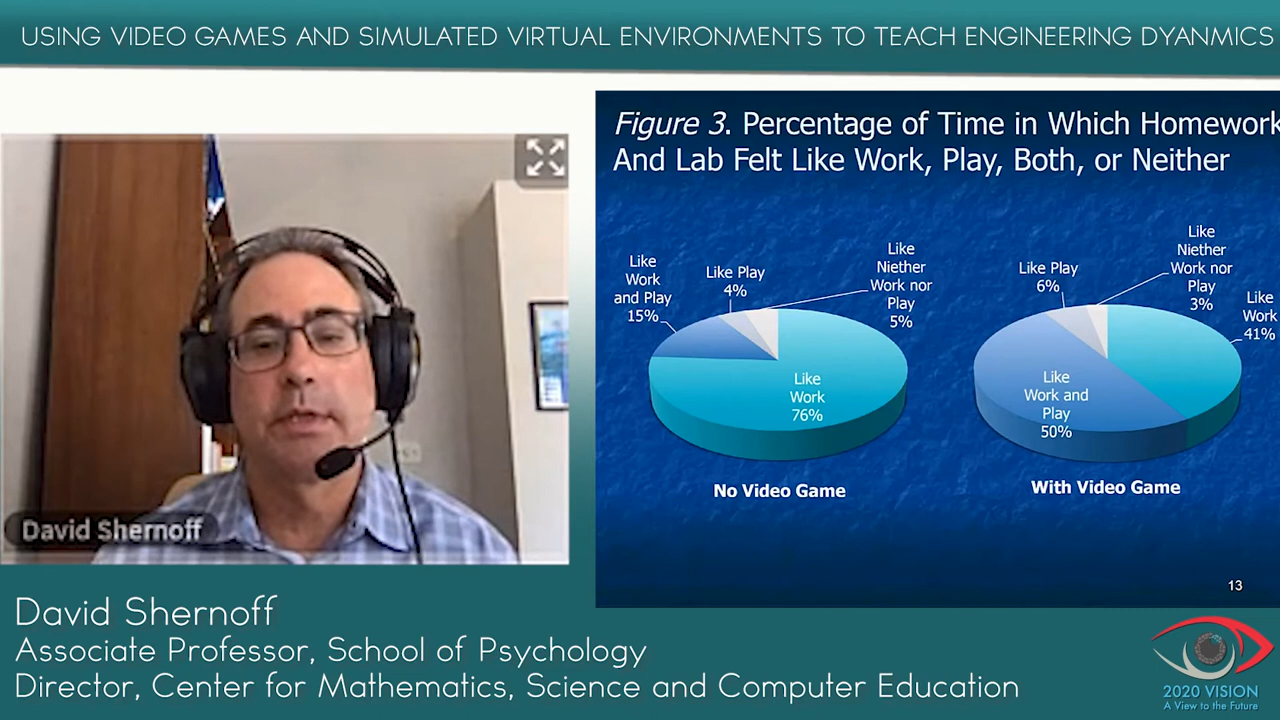 USING VIDEO GAMES AND SIMULATED VIRTUAL ENVIRONMENTS TO TEACH ENGINEERING DYANMICS
Figure 3. Percentage of Time in Which Homework
And Lab Felt Like Work, Play, Both, or Neither
Like
Work
and Play
15%
Like Play
4%
Like
Niether
Work nor
Play
5%
Like
Work
76%
No Video Game
Like Play
6%
Like
Niether
Work nor
Play
3%
Like
Work
41%
Like
Work and
Play
50%
With Video Game
13
David Shernoff
David Shernoff
Associate Professor, School of Psychology
Director, Center for Mathematics, Science and Computer Education
2020 VISION
A View to the Future